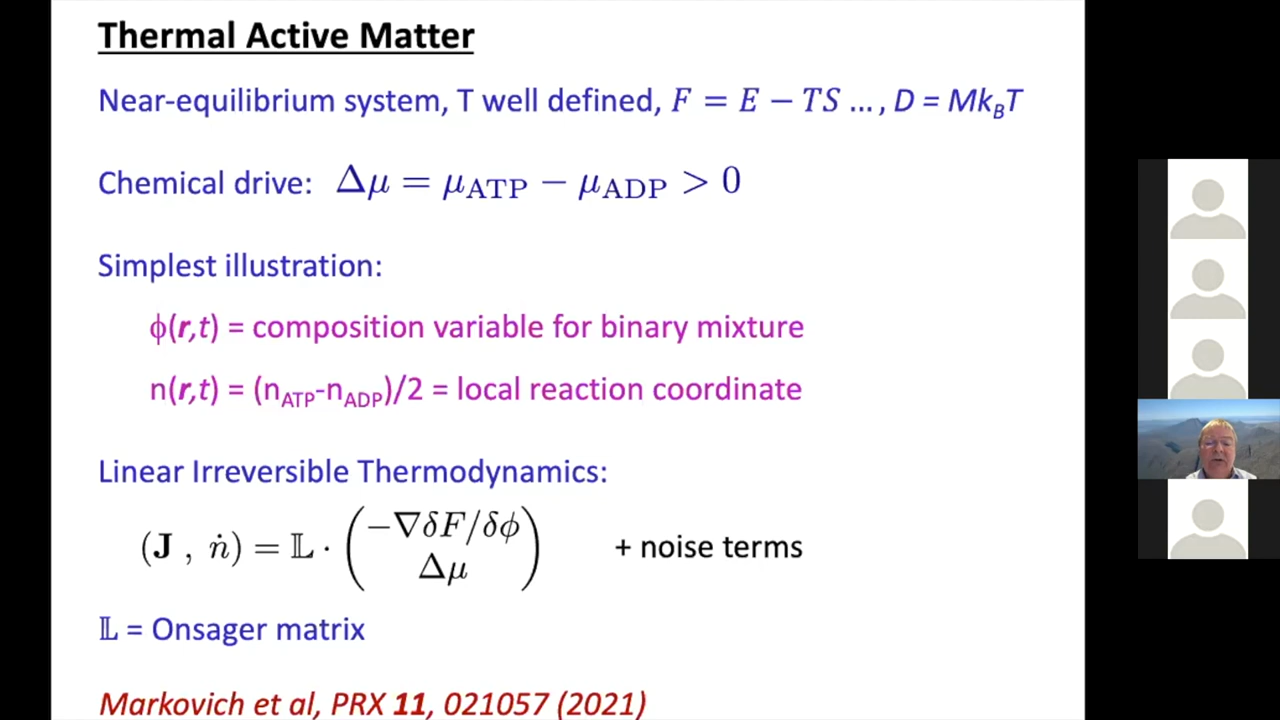 Thermal Active Matter
Near-equilibrium system, T well defined, F = E − TS ..., D = Mk_BT
Chemical drive: Δμ = μ_ATP − μ_ADP > 0
Simplest illustration:
ϕ(r,t) = composition variable for binary mixture
n(r,t) = (n_ATP-n_ADP)/2 = local reaction coordinate
Linear Irreversible Thermodynamics:
(J , ṅ) = 𝕃 · (−∇δF/δϕ
Δμ) + noise terms
𝕃 = Onsager matrix
Markovich et al, PRX 11, 021057 (2021)